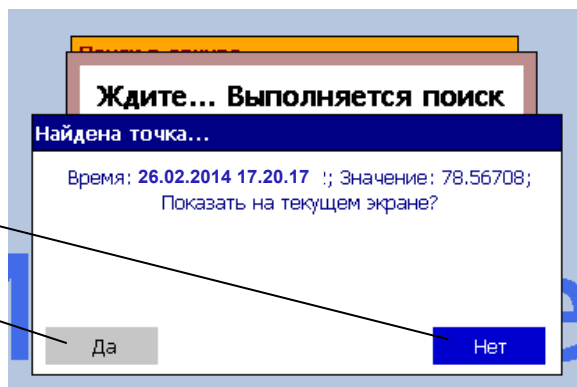 Ждите... Выполняется поиск
Найдена точка...
Время: 26.02.2014 17.20.17 ; Значение: 78.56708;
Показать на текущем экране?
Да
Нет